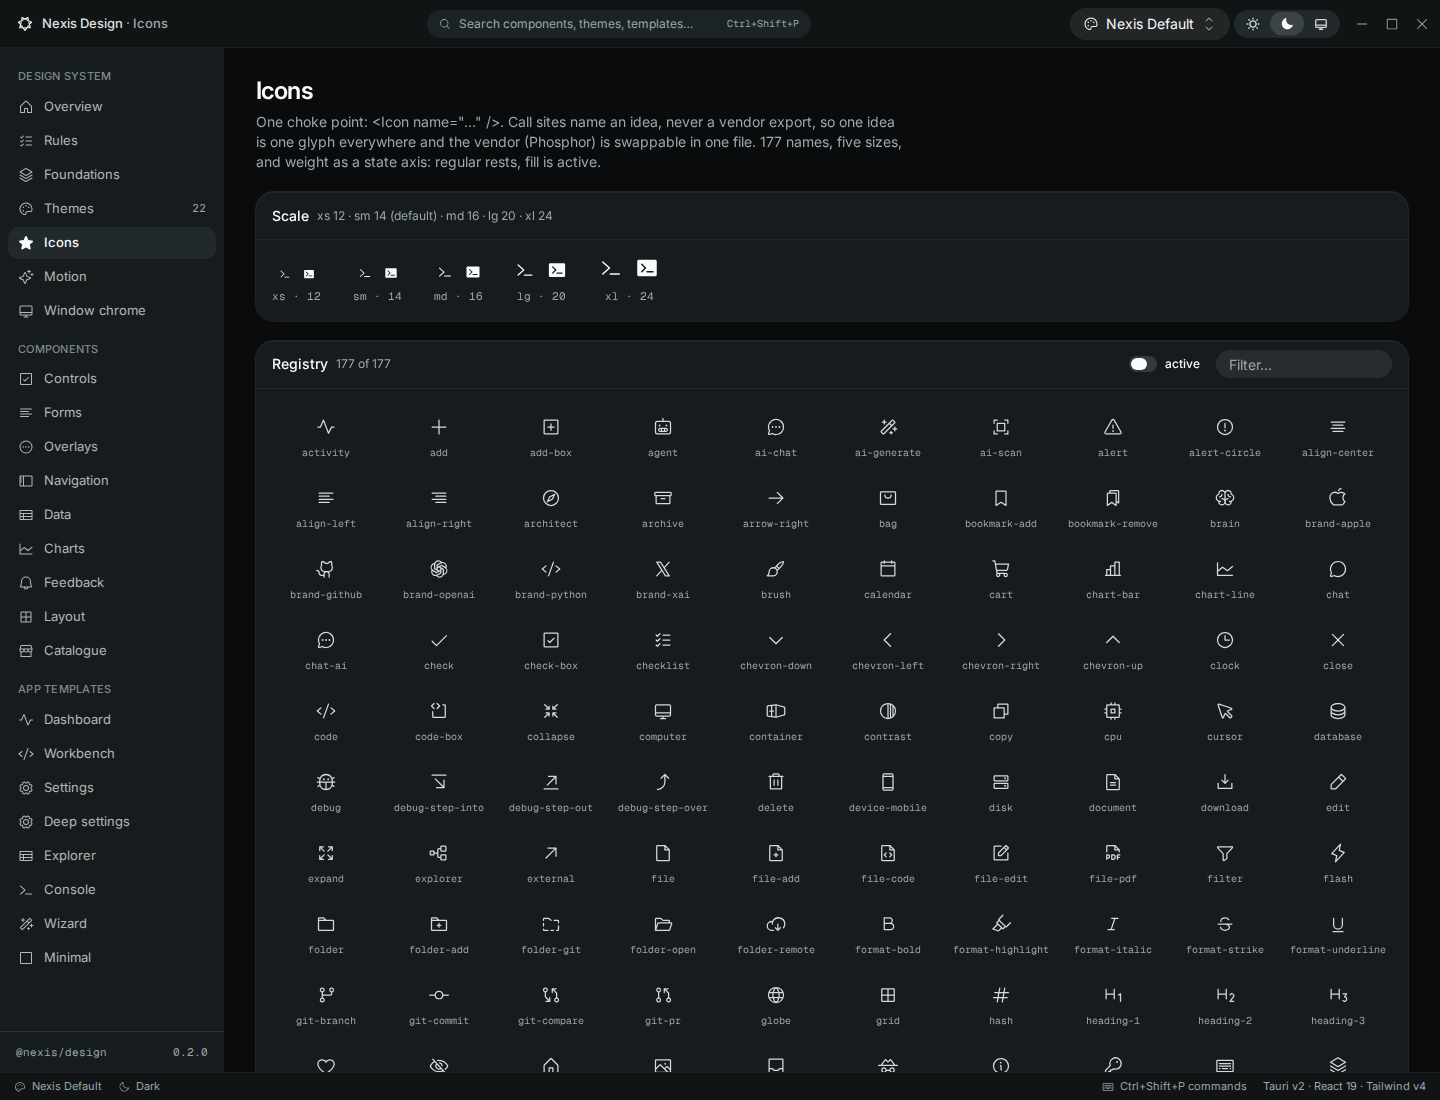 Nexis Design · Icons
Search components, themes, templates... Ctrl+Shift+P
Nexis Default
DESIGN SYSTEM
Overview
Rules
Foundations
Themes 22
Icons
Motion
Window chrome
COMPONENTS
Controls
Forms
Overlays
Navigation
Data
Charts
Feedback
Layout
Catalogue
APP TEMPLATES
Dashboard
Workbench
Settings
Deep settings
Explorer
Console
Wizard
Minimal
@nexis/design 0.2.0
Icons
One choke point: <Icon name="..." />. Call sites name an idea, never a vendor export, so one idea
is one glyph everywhere and the vendor (Phosphor) is swappable in one file. 177 names, five sizes,
and weight as a state axis: regular rests, fill is active.
Scale xs 12 · sm 14 (default) · md 16 · lg 20 · xl 24
xs · 12 sm · 14 md · 16 lg · 20 xl · 24
Registry 177 of 177 active Filter...
activity add add-box agent ai-chat ai-generate ai-scan alert alert-circle align-center
align-left align-right architect archive arrow-right bag bookmark-add bookmark-remove brain brand-apple
brand-github brand-openai brand-python brand-xai brush calendar cart chart-bar chart-line chat
chat-ai check check-box checklist chevron-down chevron-left chevron-right chevron-up clock close
code code-box collapse computer container contrast copy cpu cursor database
debug debug-step-into debug-step-out debug-step-over delete device-mobile disk document download edit
expand explorer external file file-add file-code file-edit file-pdf filter flash
folder folder-add folder-git folder-open folder-remote format-bold format-highlight format-italic format-strike format-underline
git-branch git-commit git-compare git-pr globe grid hash heading-1 heading-2 heading-3
Nexis Default Dark Ctrl+Shift+P commands Tauri v2 · React 19 · Tailwind v4